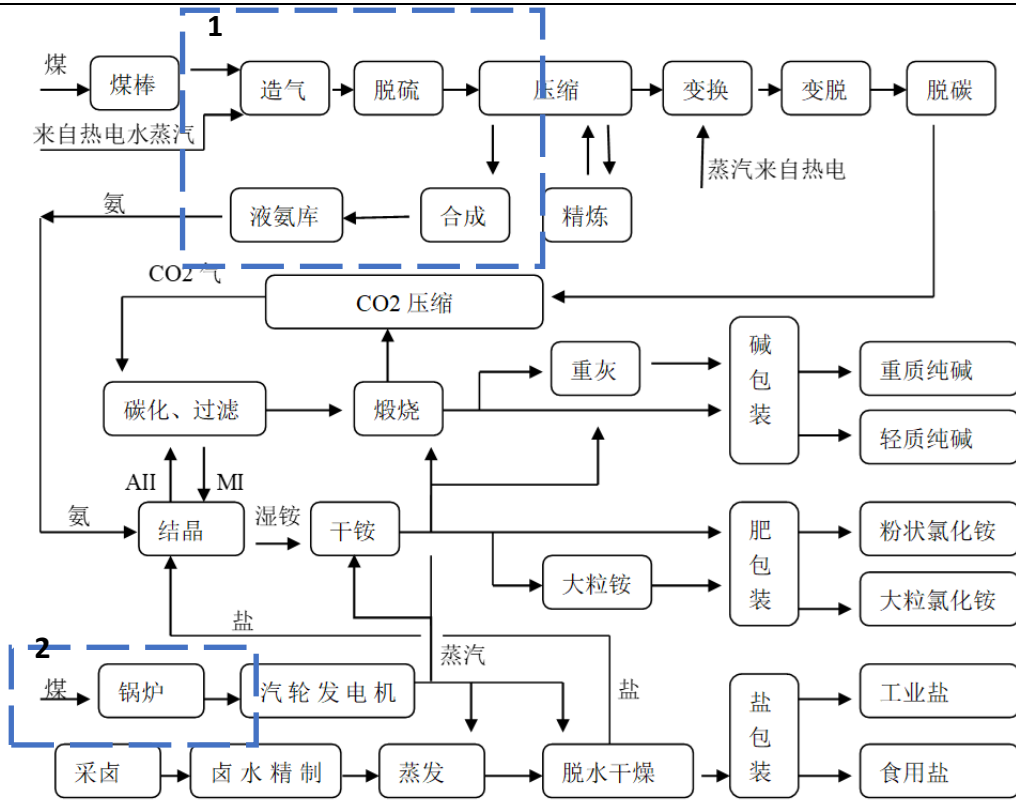 1
煤
煤棒
造气
脱硫
压缩
变换
变脱
脱碳
来自热电水蒸汽
蒸汽来自热电
氨
液氨库
合成
精炼
CO2 气
CO2 压缩
碱包装
重灰
重质纯碱
碳化、过滤
煅烧
轻质纯碱
AII
MI
氨
结晶
湿铵
干铵
肥包装
粉状氯化铵
大粒铵
大粒氯化铵
盐
2
蒸汽
煤
锅炉
汽轮发电机
盐
盐包装
工业盐
采卤
卤水精制
蒸发
脱水干燥
食用盐